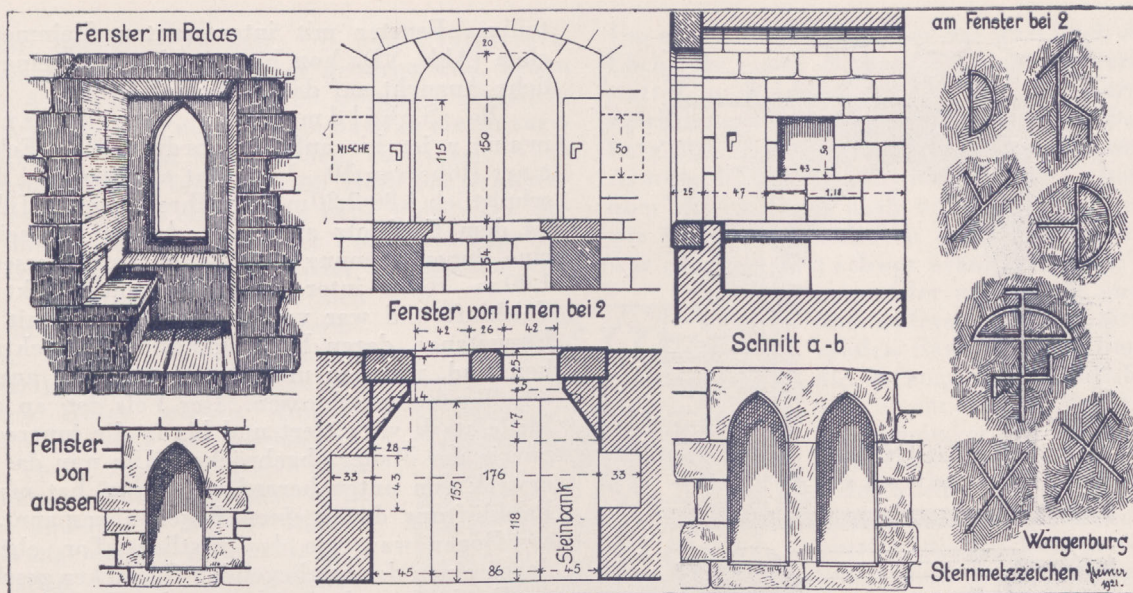 Fenster im Palas
20
NISCHE
115
150
50
54
Fenster von innen bei 2
43
50
25
47
1,18
Schnitt a-b
am Fenster bei 2
Fenster
von
aussen
42
26
42
4
25
4
5
47
28
33
43
155
176
33
118
Steinbank
45
86
45
Wangenburg
Steinmetzzeichen
1921.